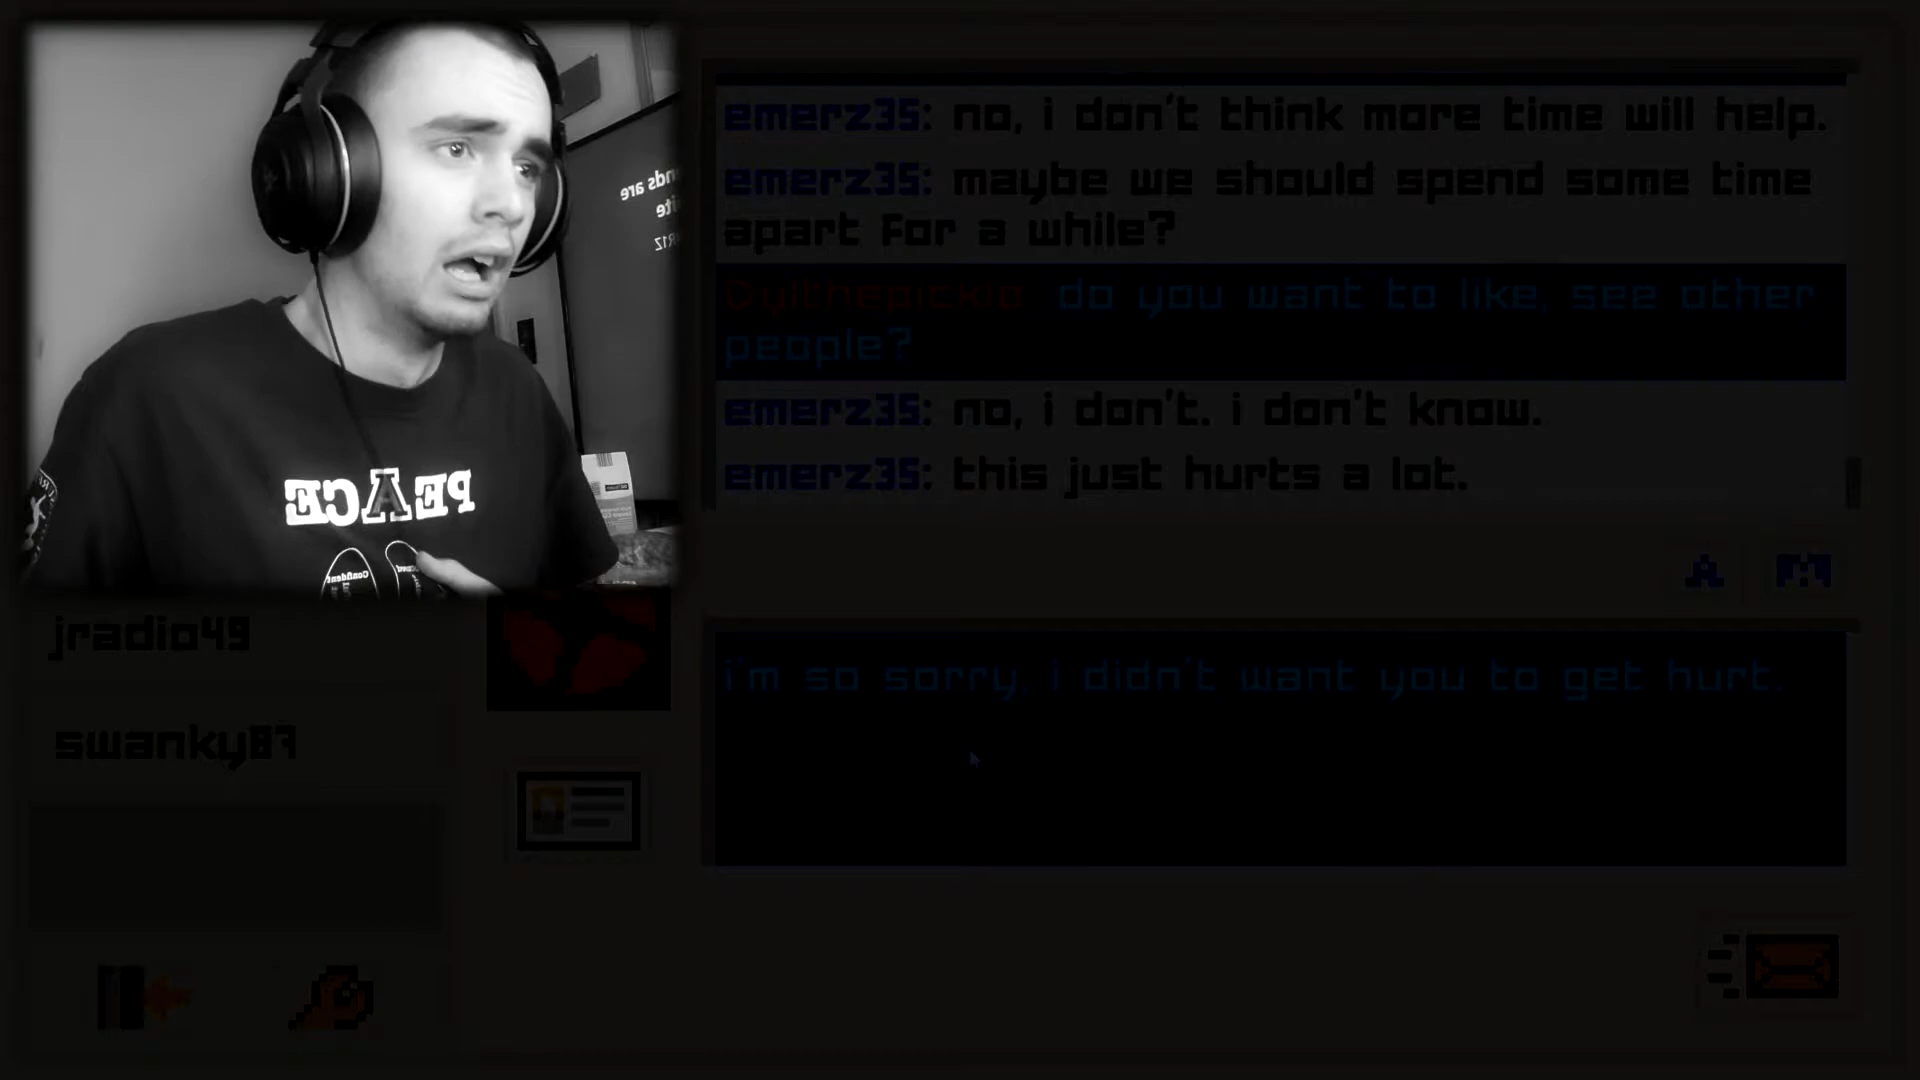 emerz35: no, i don't think more time will help.
emerz35: maybe we should spend some time
apart for a while?
do you want to like, see other
people?
emerz35: no, i don't. i don't know.
emerz35: this just hurts a lot.
A M
i'm so sorry, i didn't want you to get hurt.
jradio49
swanky87
PEACE
Confident